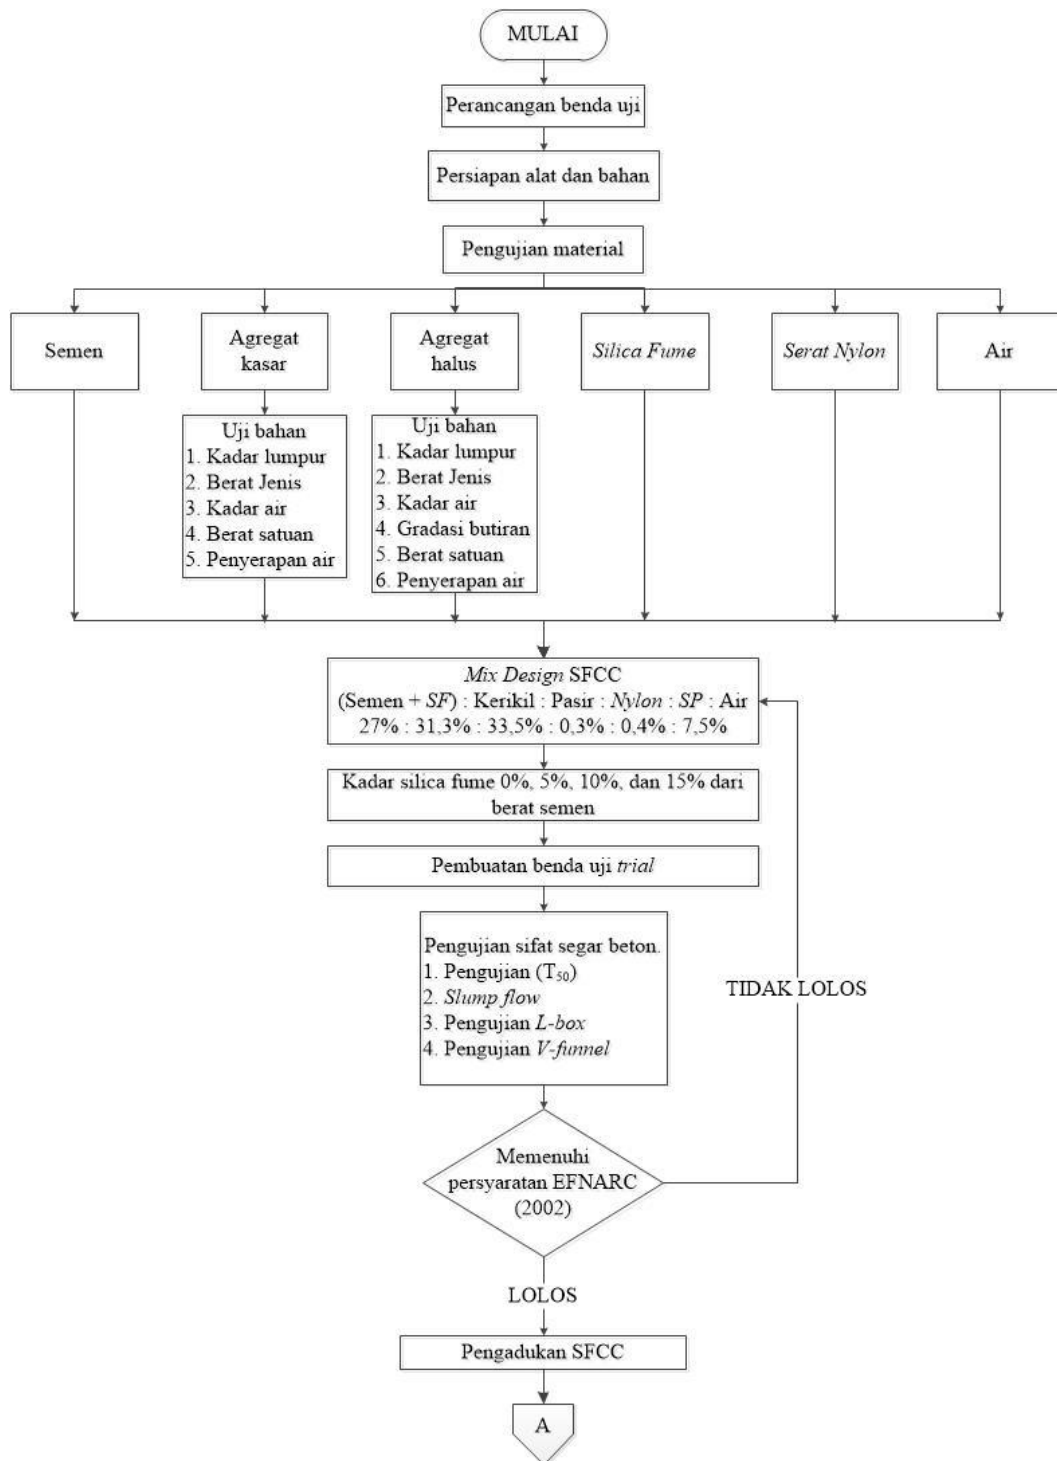 MULAI
Perancangan benda uji
Persiapan alat dan bahan
Pengujian material
Semen
Agregat
kasar
Agregat
halus
Silica Fume
Serat Nylon
Air
Uji bahan
1. Kadar lumpur
2. Berat Jenis
3. Kadar air
4. Berat satuan
5. Penyerapan air
Uji bahan
1. Kadar lumpur
2. Berat Jenis
3. Kadar air
4. Gradasi butiran
5. Berat satuan
6. Penyerapan air
Mix Design SFCC
(Semen + SF) : Kerikil : Pasir : Nylon : SP : Air
27% : 31,3% : 33,5% : 0,3% : 0,4% : 7,5%
Kadar silica fume 0%, 5%, 10%, dan 15% dari
berat semen
Pembuatan benda uji trial
Pengujian sifat segar beton.
1. Pengujian (T₅₀)
2. Slump flow
3. Pengujian L-box
4. Pengujian V-funnel
TIDAK LOLOS
Memenuhi
persyaratan EFNARC
(2002)
LOLOS
Pengadukan SFCC
A